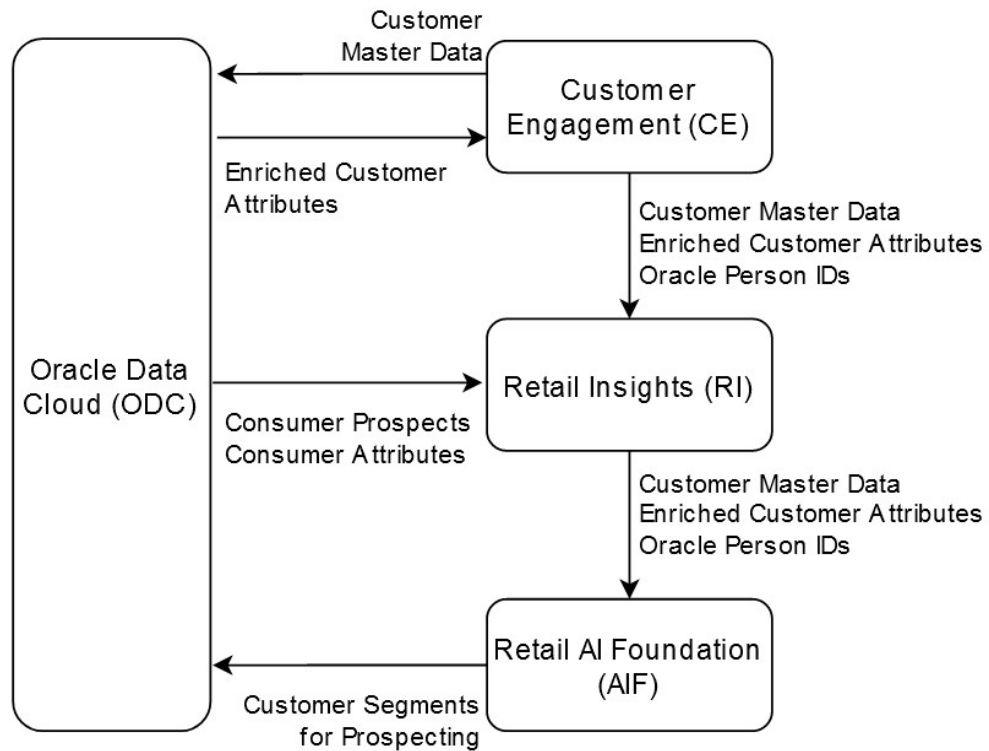 Customer
Master Data
Customer
Engagement (CE)
Enriched Customer
Attributes
Customer Master Data
Enriched Customer Attributes
Oracle Person IDs
Oracle Data
Cloud (ODC)
Retail Insights (RI)
Consumer Prospects
Consumer Attributes
Customer Master Data
Enriched Customer Attributes
Oracle Person IDs
Retail AI Foundation
(AIF)
Customer Segments
for Prospecting